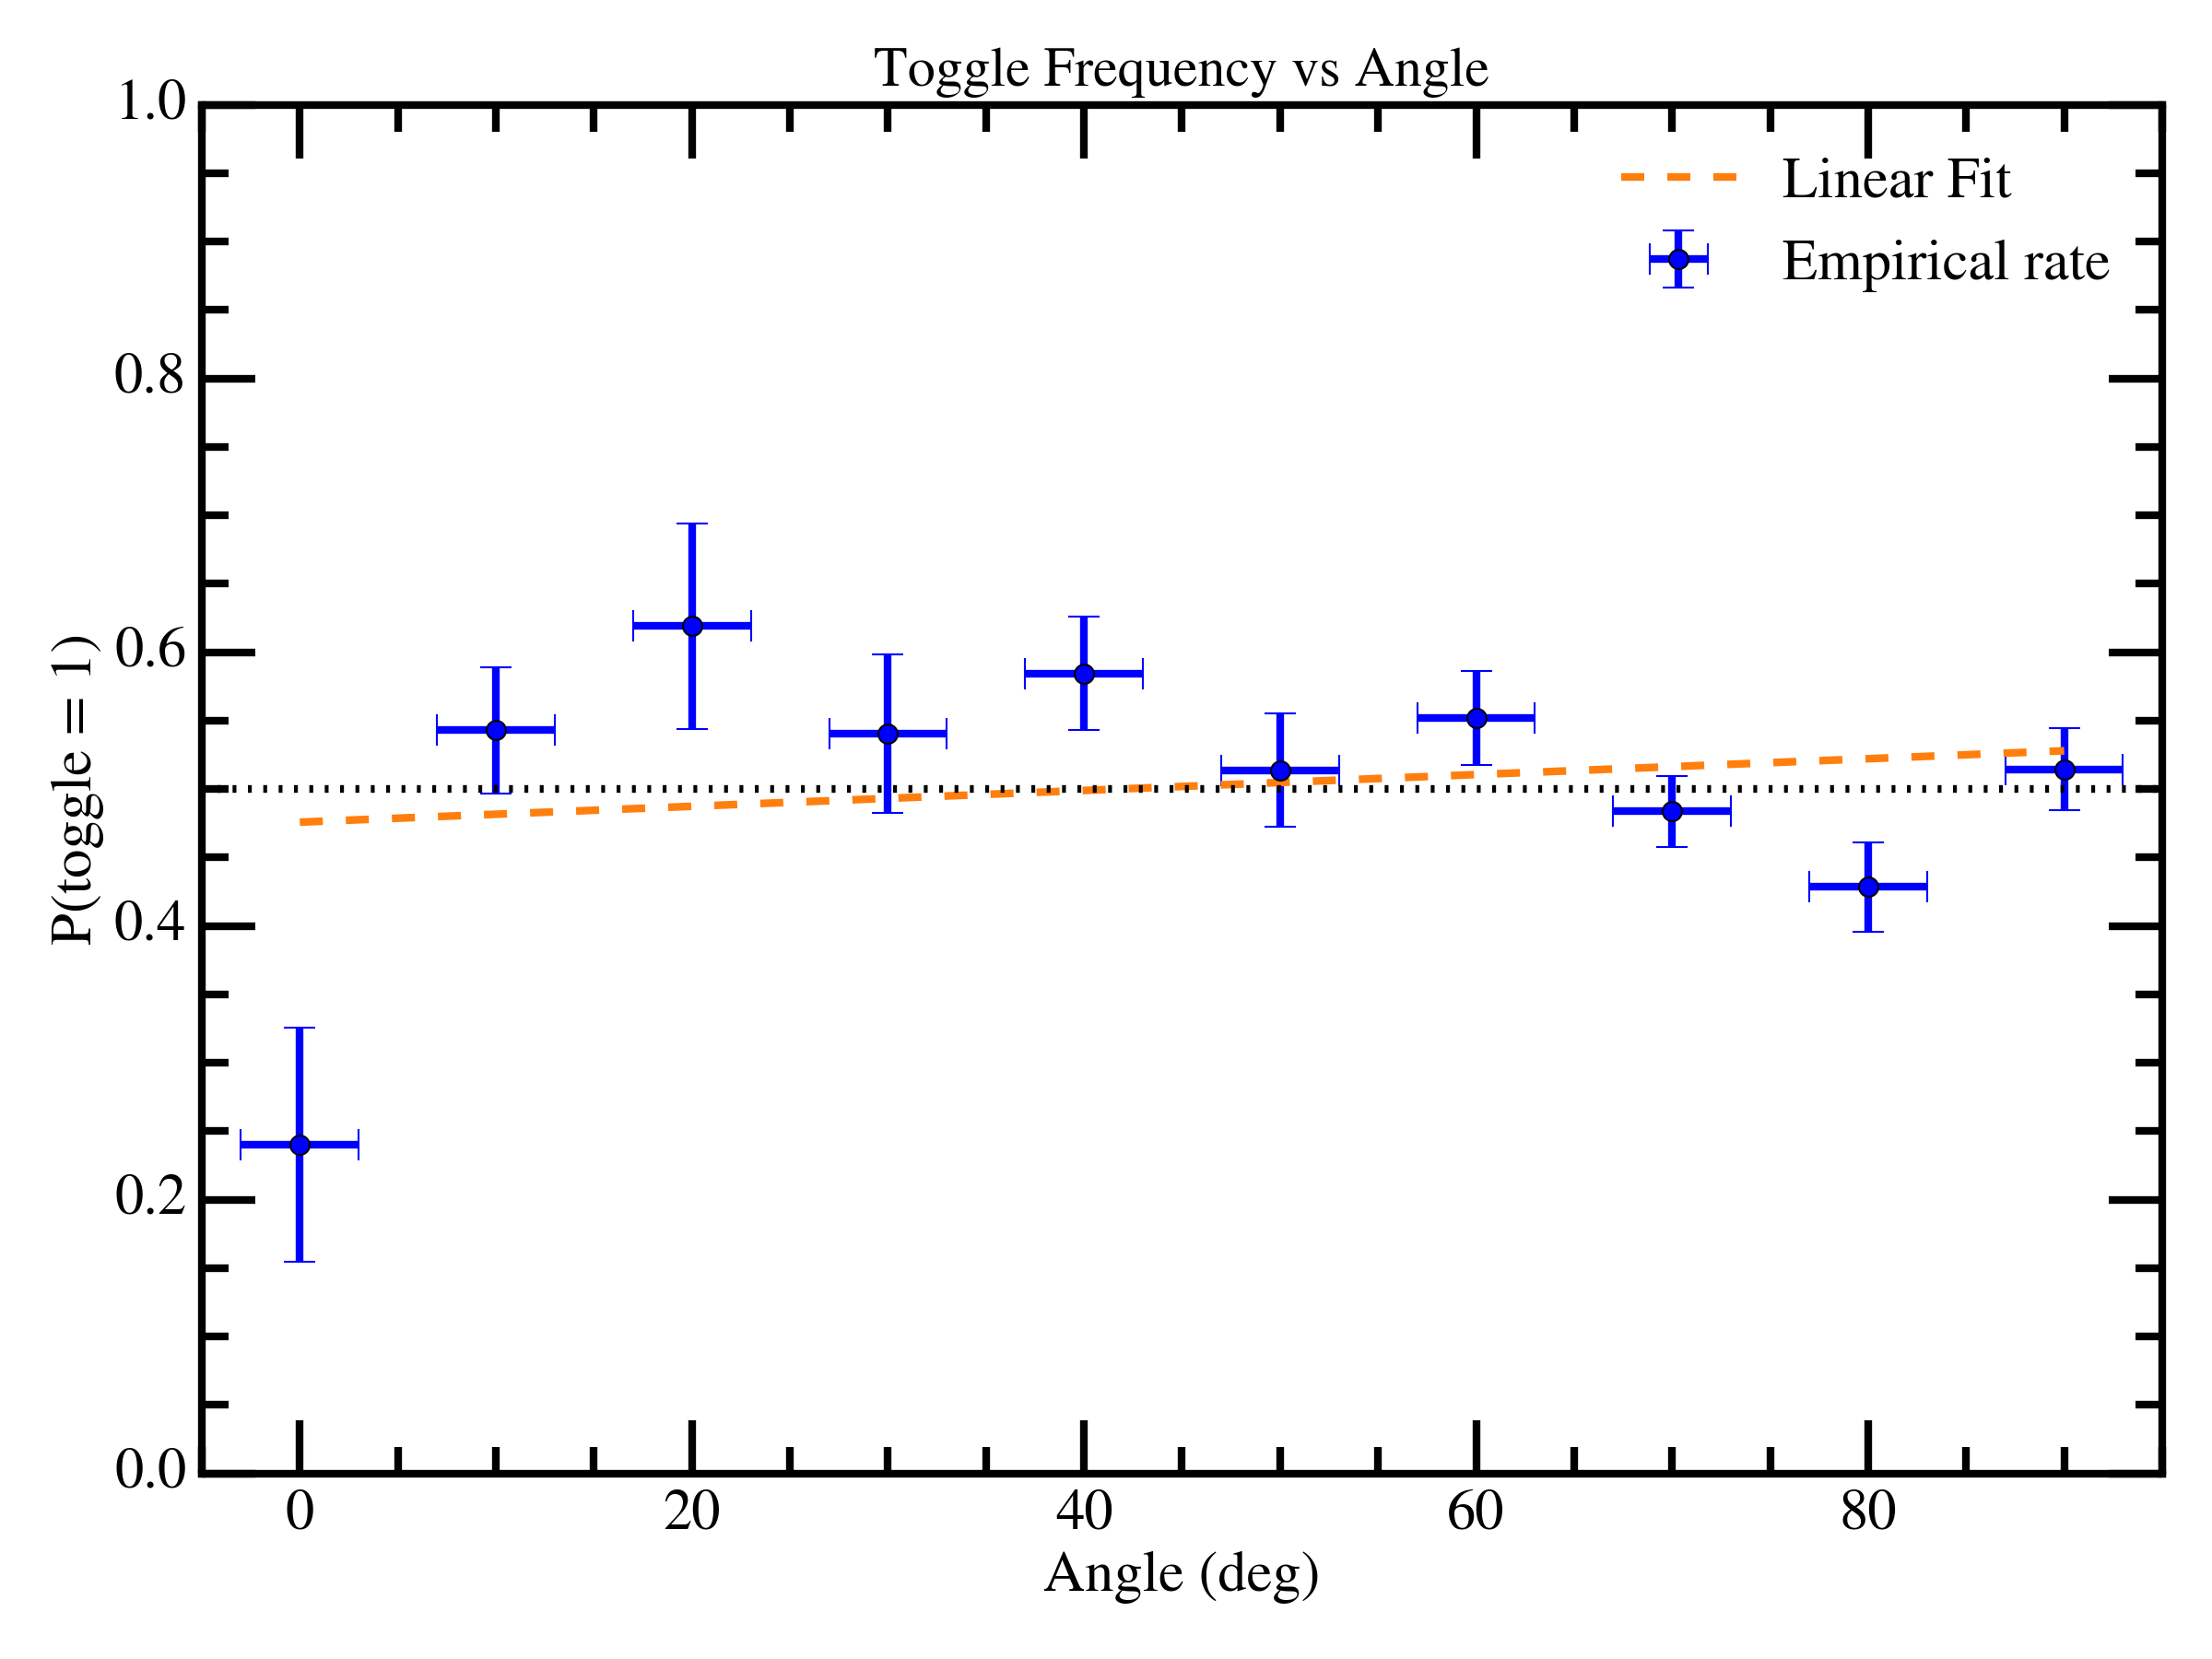 Toggle Frequency vs Angle
1.0
0.8
0.6
0.4
0.2
0.0
P(toggle = 1)
Linear Fit
Empirical rate
0 20 40 60 80
Angle (deg)